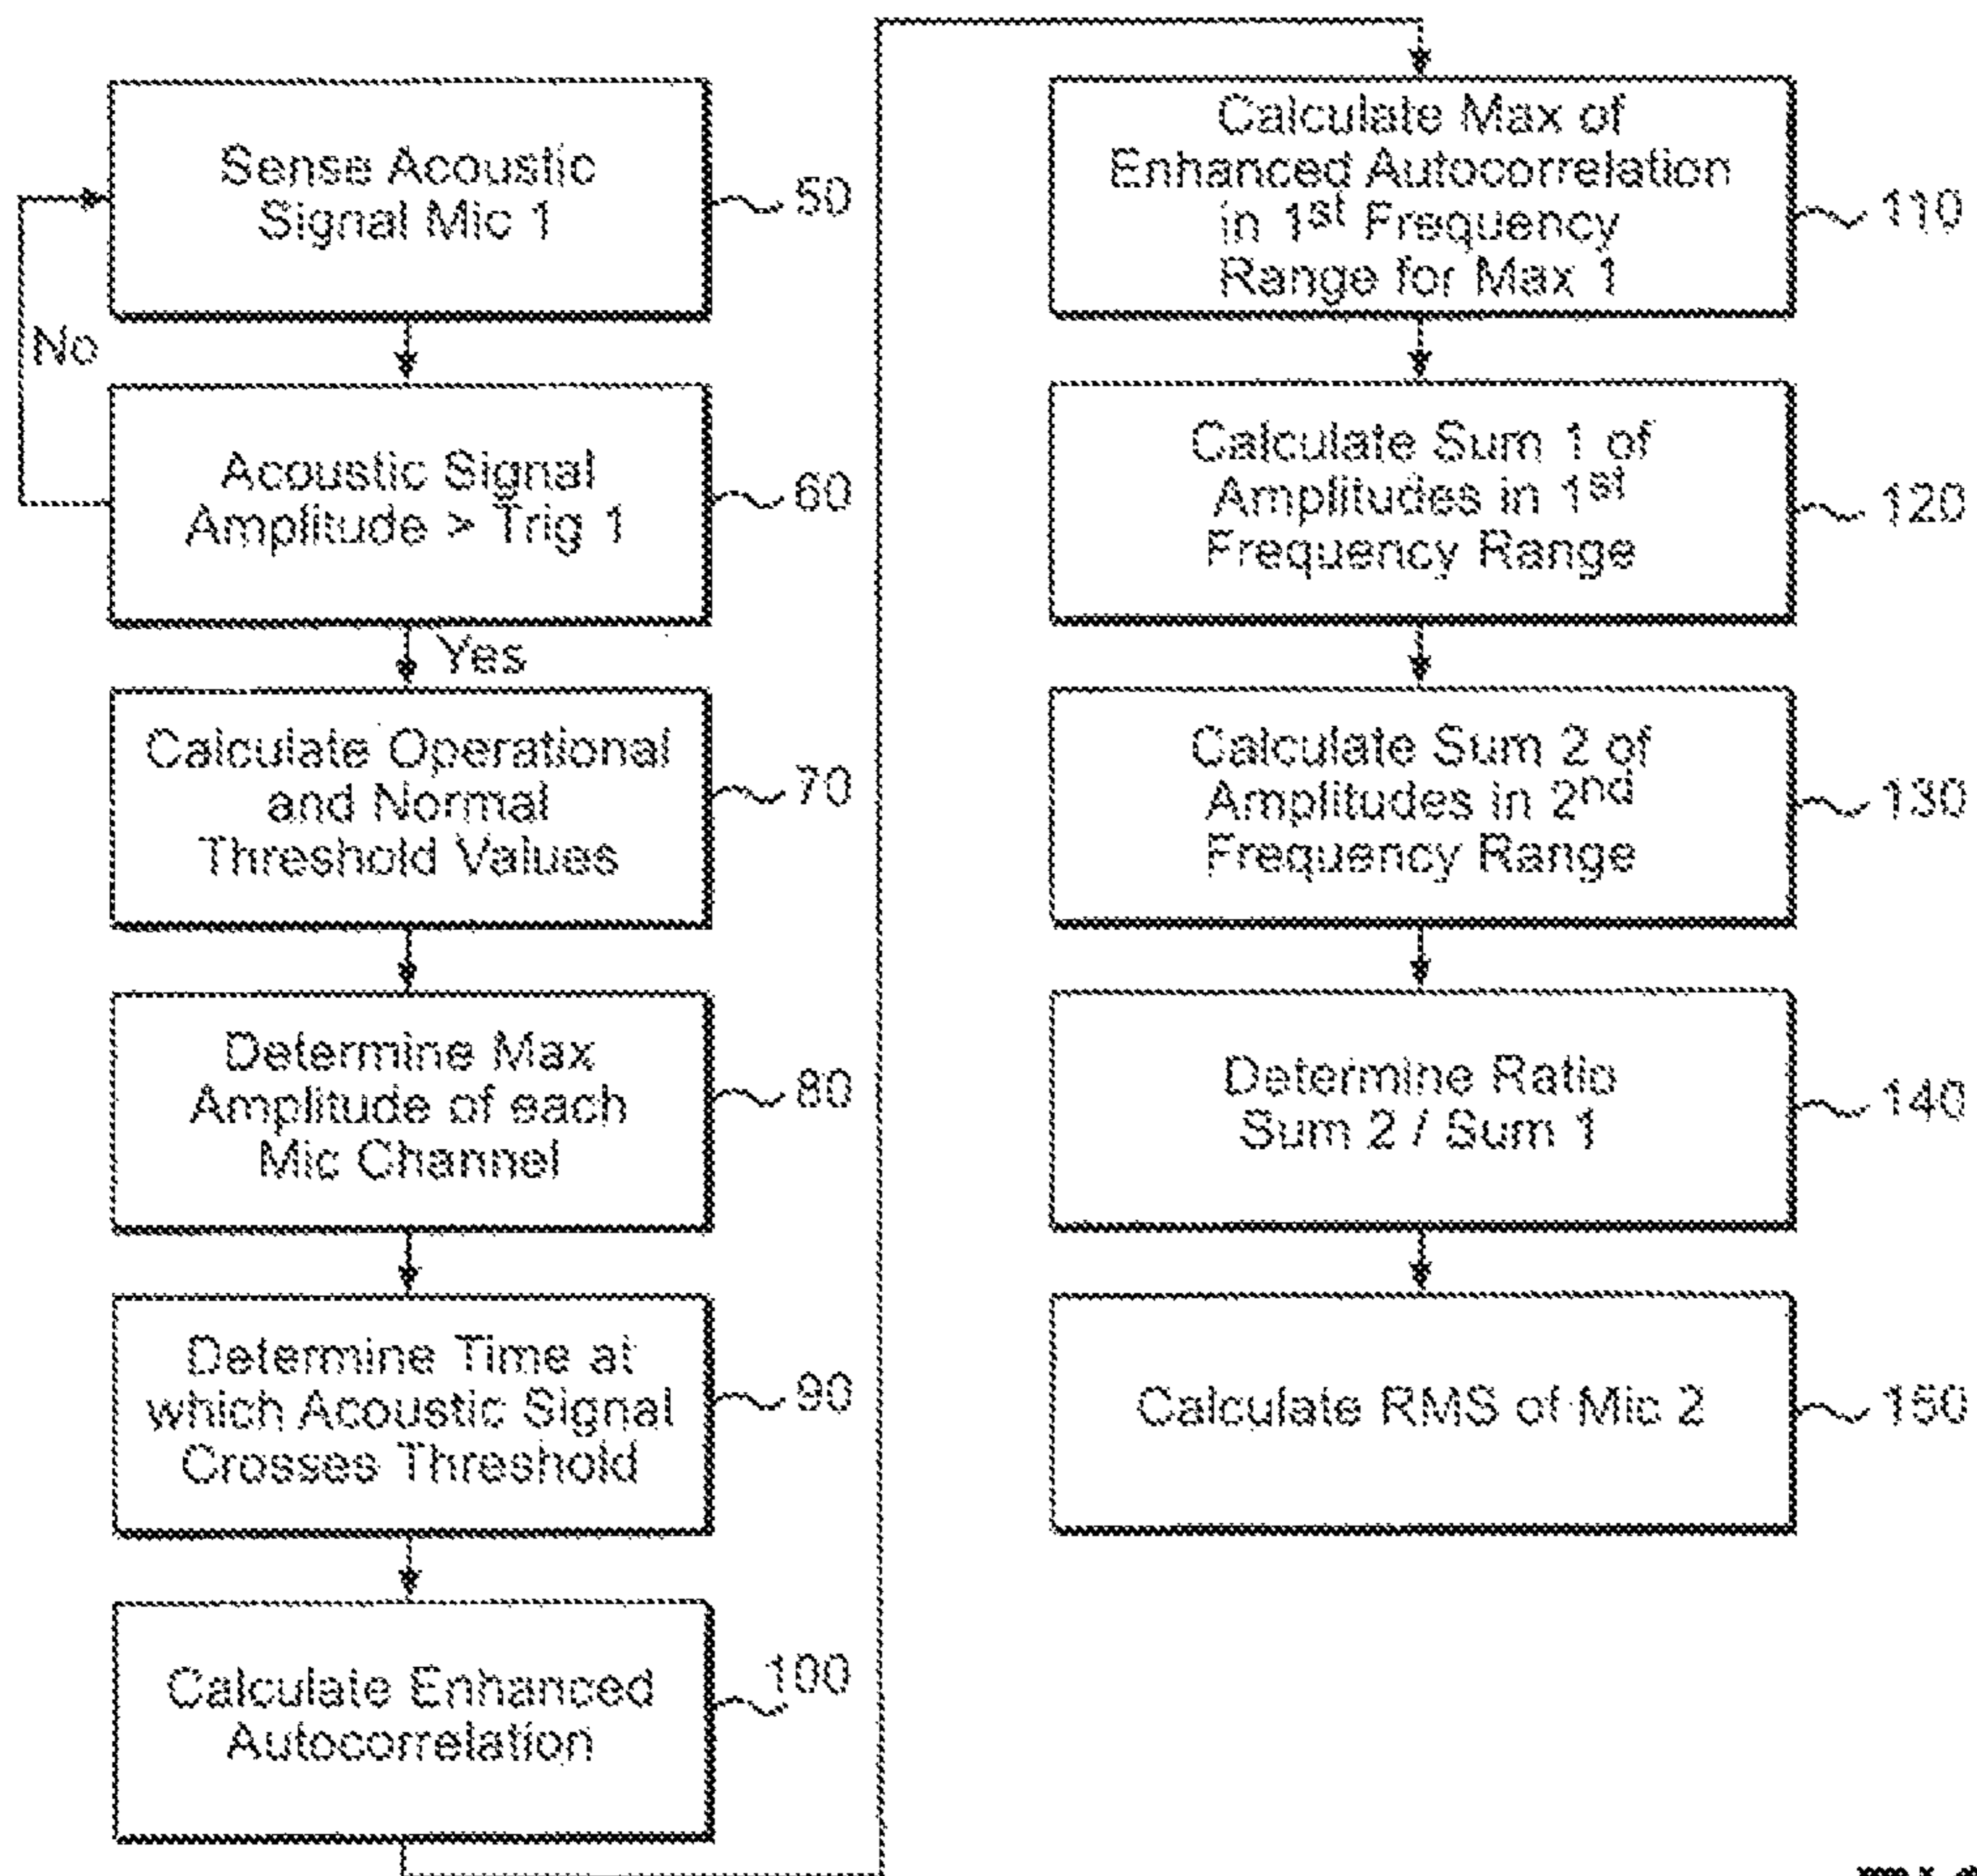 Sense Acoustic
Signal Mic 1
50
No
Acoustic Signal
Amplitude > Trig 1
60
Yes
Calculate Operational
and Normal
Threshold Values
70
Determine Max
Amplitude of each
Mic Channel
80
Determine Time at
which Acoustic Signal
Crosses Threshold
90
Calculate Enhanced
Autocorrelation
100
Calculate Max of
Enhanced Autocorrelation
in 1st Frequency
Range for Max 1
110
Calculate Sum 1 of
Amplitudes in 1st
Frequency Range
120
Calculate Sum 2 of
Amplitudes in 2nd
Frequency Range
130
Determine Ratio
Sum 2 / Sum 1
140
Calculate RMS of Mic 2
150